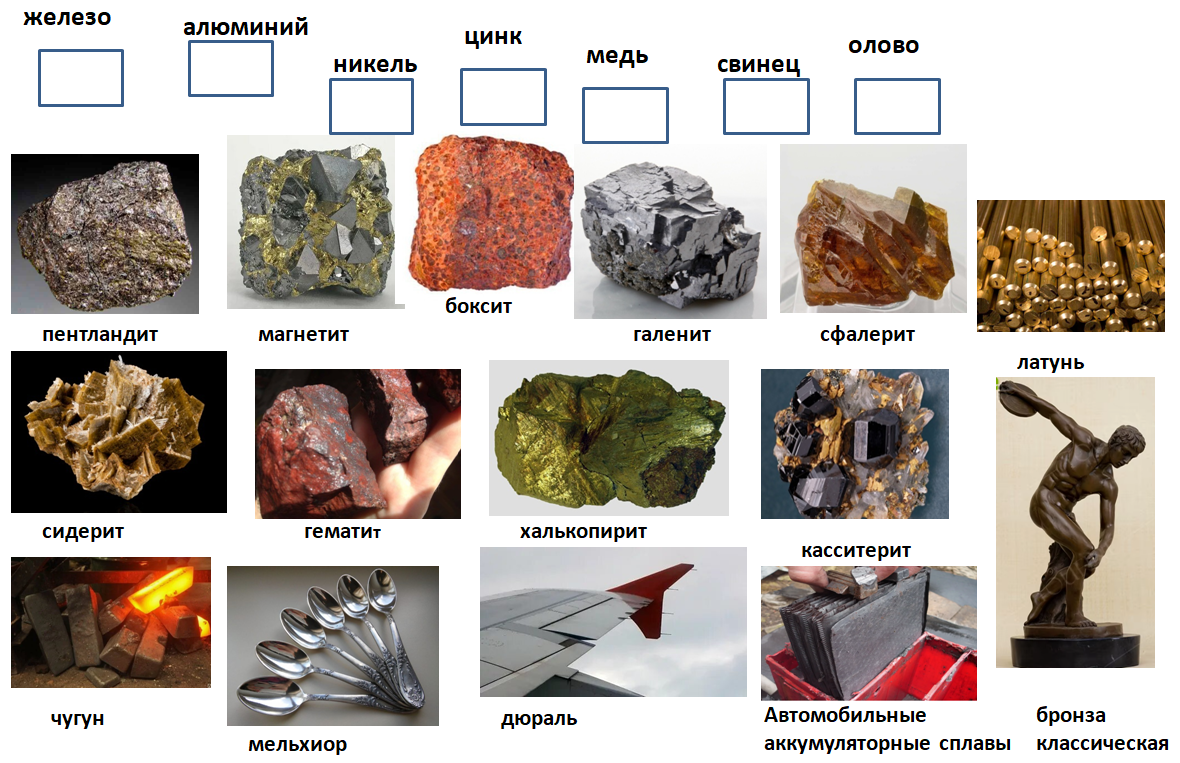 железо
алюминий
никель
цинк
медь
свинец
олово
пентландит
магнетит
боксит
галенит
сфалерит
латунь
сидерит
гематит
халькопирит
касситерит
чугун
мельхиор
дюраль
Автомобильные
аккумуляторные сплавы
бронза
классическая